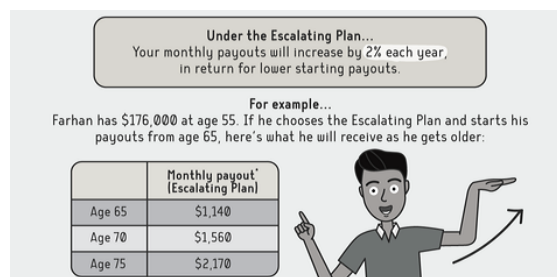 Under the Escalating Plan...
Your monthly payouts will increase by 2% each year,
in return for lower starting payouts.
For example...
Farhan has $176,000 at age 55. If he chooses the Escalating Plan and starts his
payouts from age 65, here's what he will receive as he gets older:
Monthly payout*
(Escalating Plan)
Age 65 $1,140
Age 70 $1,560
Age 75 $2,170